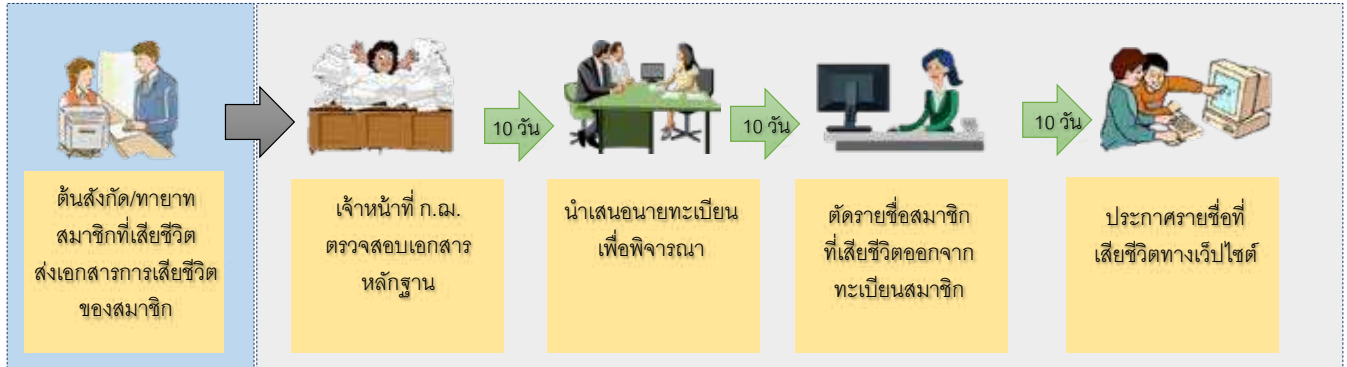 ต้นสังกัด/ทายาท
สมาชิกที่เสียชีวิต
ส่งเอกสารการเสียชีวิต
ของสมาชิก
เจ้าหน้าที่ ก.ฌ.
ตรวจสอบเอกสาร
หลักฐาน
10 วัน
นำเสนอนายทะเบียน
เพื่อพิจารณา
10 วัน
ตัดรายชื่อสมาชิก
ที่เสียชีวิตออกจาก
ทะเบียนสมาชิก
10 วัน
ประกาศรายชื่อที่
เสียชีวิตทางเว็ปไซต์